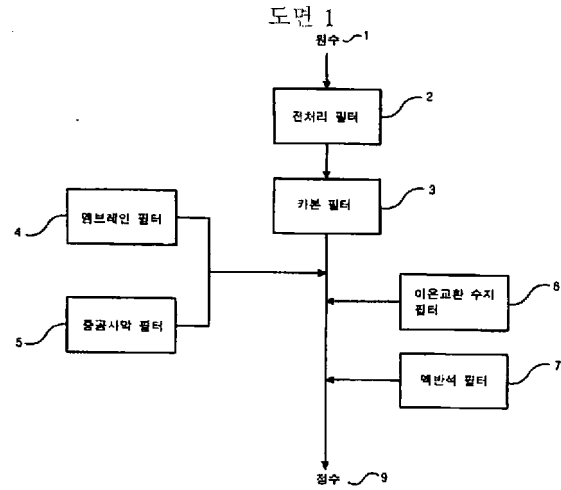 도면 1
원수 1
전처리 필터 2
카본 필터 3
멤브레인 필터 4
중공사막 필터 5
이온교환 수지
필터 6
맥반석 필터 7
정수 9